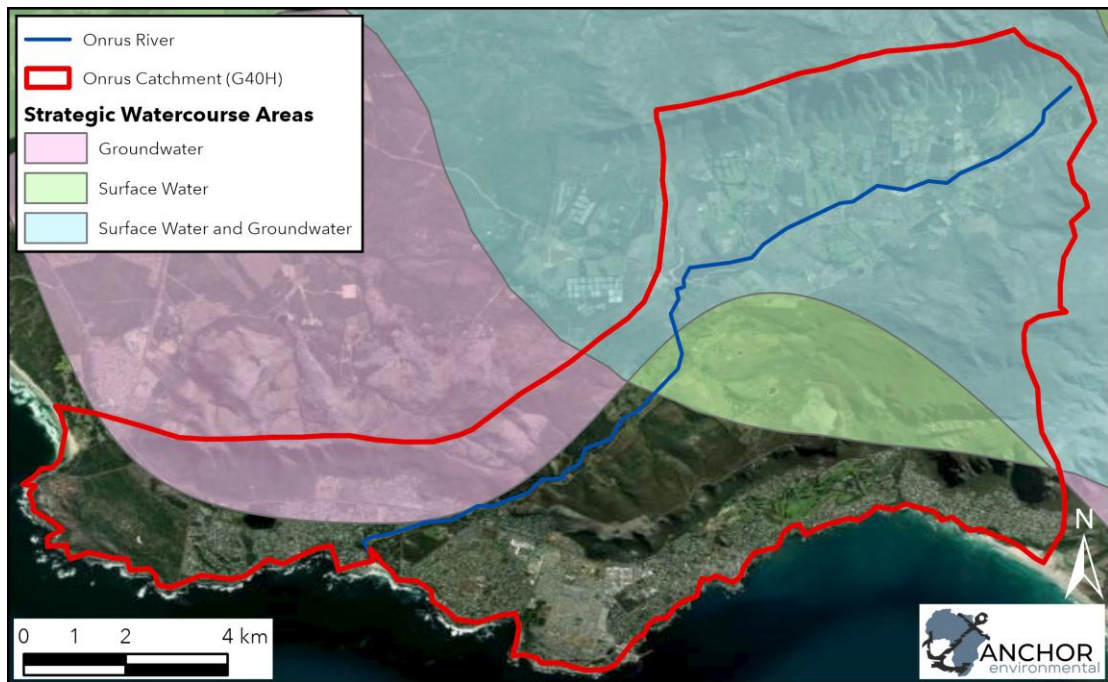 Onrus River
Onrus Catchment (G40H)
Strategic Watercourse Areas
Groundwater
Surface Water
Surface Water and Groundwater
N
0 1 2 4 km
ANCHOR
environmental